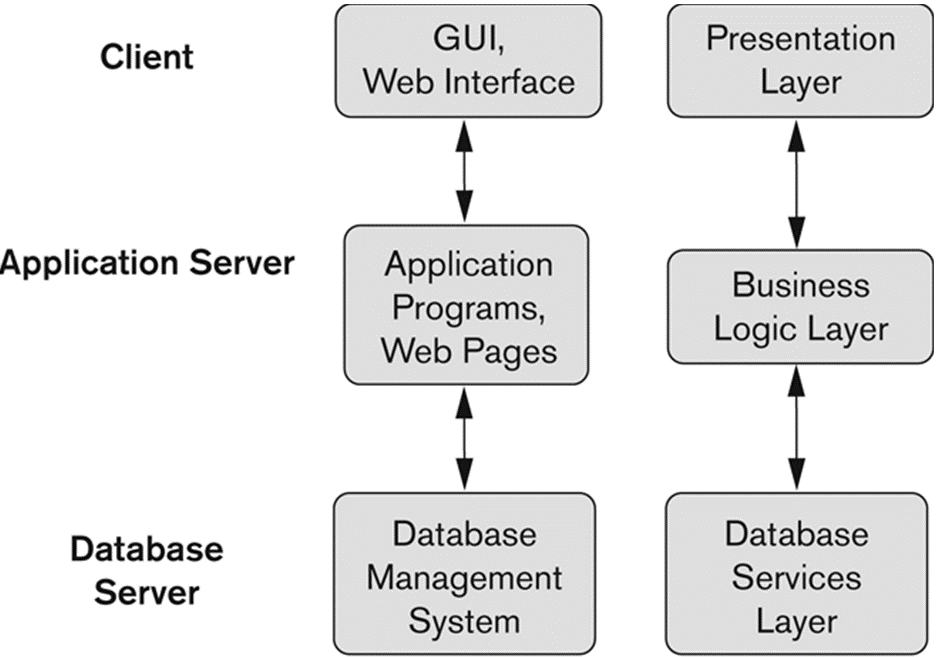 Client
GUI,
Web Interface
Presentation
Layer
Application Server
Application
Programs,
Web Pages
Business
Logic Layer
Database
Server
Database
Management
System
Database
Services
Layer